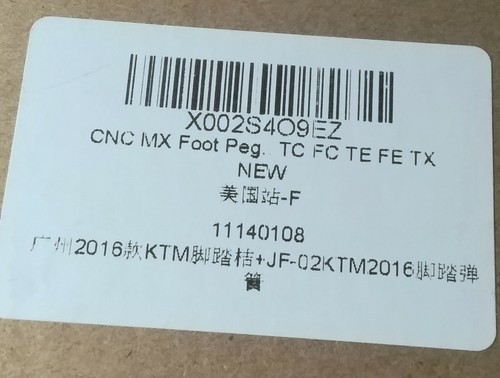 X002S4O9EZ
CNC MX Foot Peg... TC FC TE FE TX
NEW
美国站-F
11140108
广州2016款KTM脚踏桔+JF-02KTM2016脚踏弹
簧